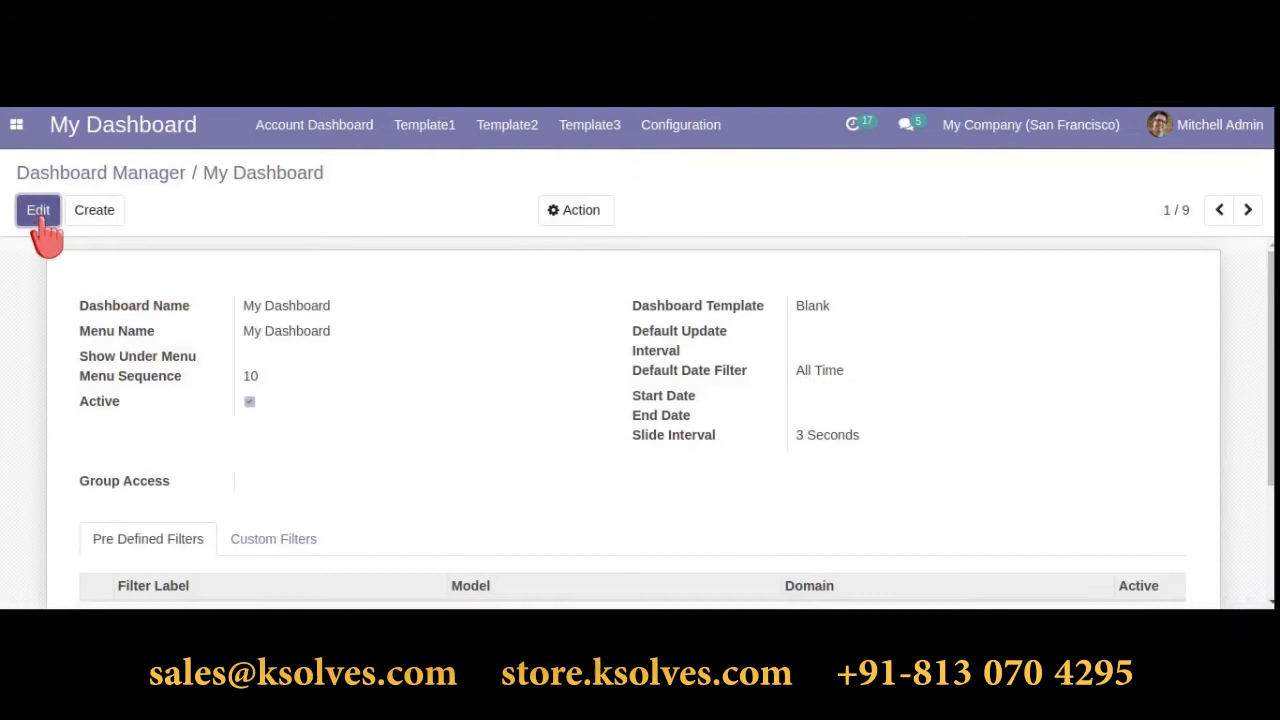 My Dashboard Account Dashboard Template1 Template2 Template3 Configuration 17 5 My Company (San Francisco) Mitchell Admin
Dashboard Manager / My Dashboard
Edit Create Action 1 / 9
Dashboard Name My Dashboard Dashboard Template Blank
Menu Name My Dashboard Default Update Interval
Show Under Menu
Menu Sequence 10 Default Date Filter All Time
Active Start Date
End Date
Slide Interval 3 Seconds
Group Access
Pre Defined Filters Custom Filters
Filter Label Model Domain Active
sales@ksolves.com store.ksolves.com +91-813 070 4295